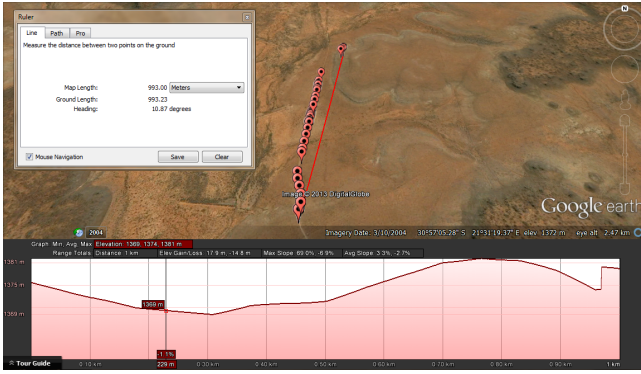 Ruler
Line Path Pro
Measure the distance between two points on the ground
Map Length: 993.00 Meters
Ground Length: 993.23
Heading: 10.87 degrees
Mouse Navigation Save Clear
N
Image © 2013 DigitalGlobe
Google earth
2004
Imagery Date: 3/10/2004 30°57'05.28" S 21°31'19.37" E elev 1372 m eye alt 2.47 km
Graph: Min, Avg, Max Elevation: 1369, 1374, 1381 m
Range Totals: Distance: 1 km Elev Gain/Loss: 17.9 m, -14.8 m Max Slope: 69.0%, -6.9% Avg Slope: 3.3%, -2.7%
1381 m
1375 m
1369 m
1369 m
-1.1%
Tour Guide
0.10 km 229 m 0.30 km 0.40 km 0.50 km 0.60 km 0.70 km 0.80 km 0.90 km 1 km